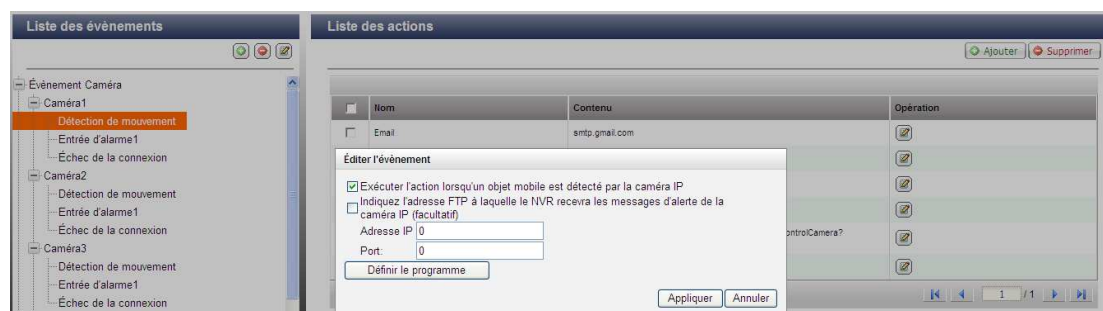 Liste des évènements
Liste des actions
Ajouter
Supprimer
Évènement Caméra
Caméra1
Détection de mouvement
Entrée d'alarme1
Échec de la connexion
Caméra2
Détection de mouvement
Entrée d'alarme1
Échec de la connexion
Caméra3
Détection de mouvement
Entrée d'alarme1
Échec de la connexion
Nom Contenu Opération
Email smtp.gmail.com
Éditer l'évènement
Exécuter l'action lorsqu'un objet mobile est détecté par la caméra IP
Indiquez l'adresse FTP à laquelle le NVR recevra les messages d'alerte de la
caméra IP (facultatif)
Adresse IP 0
Port: 0
Définir le programme
Appliquer Annuler
ontrolCamera?
1 /1